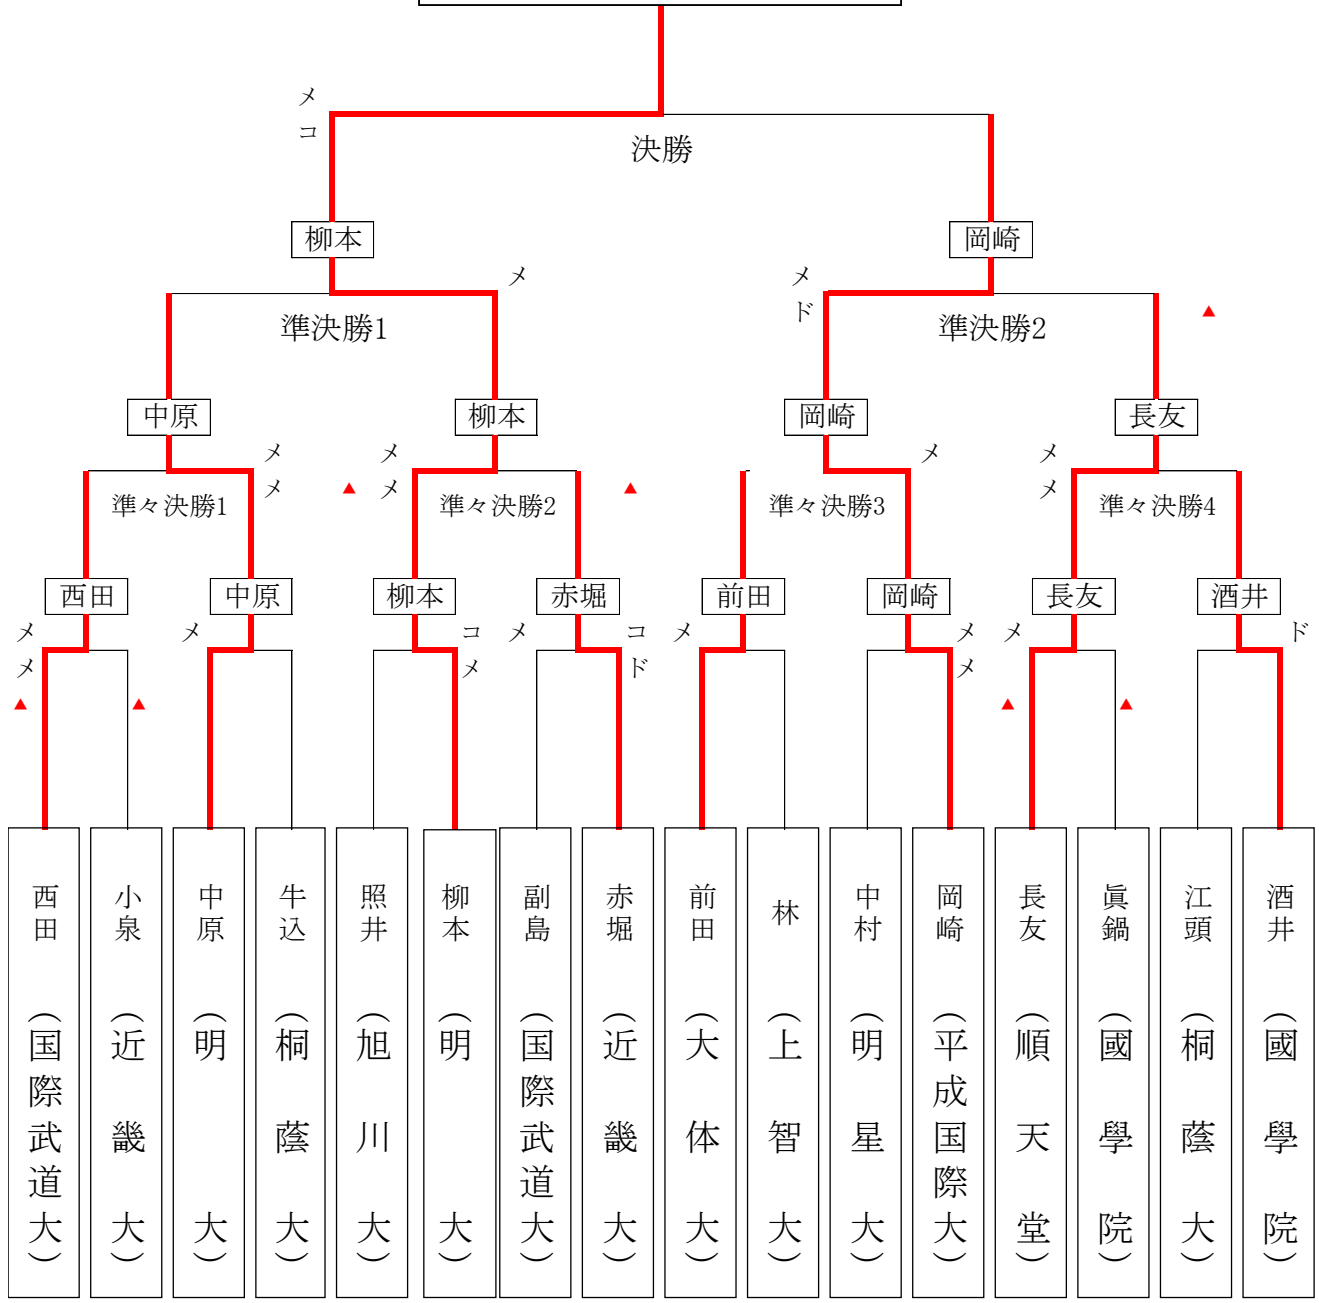 メ
コ
決勝
柳本
岡崎
メ
メ
ド
▲
準決勝1
準決勝2
中原
柳本
岡崎
長友
メ
メ
メ
メ
▲
▲
メ
メ
メ
準々決勝1
準々決勝2
準々決勝3
準々決勝4
西田
中原
柳本
赤堀
前田
岡崎
長友
酒井
メ
メ
メ
コ
メ
メ
コ
ド
メ
メ
メ
メ
ド
▲
▲
▲
▲
西田(国際武道大)
小泉(近畿大)
中原(明大)
牛込(桐蔭大)
照井(旭川大)
柳本(明大)
副島(国際武道大)
赤堀(近畿大)
前田(大体大)
林(上智大)
中村(明星大)
岡崎(平成国際大)
長友(順天堂)
眞鍋(國學院)
江頭(桐蔭大)
酒井(國學院)